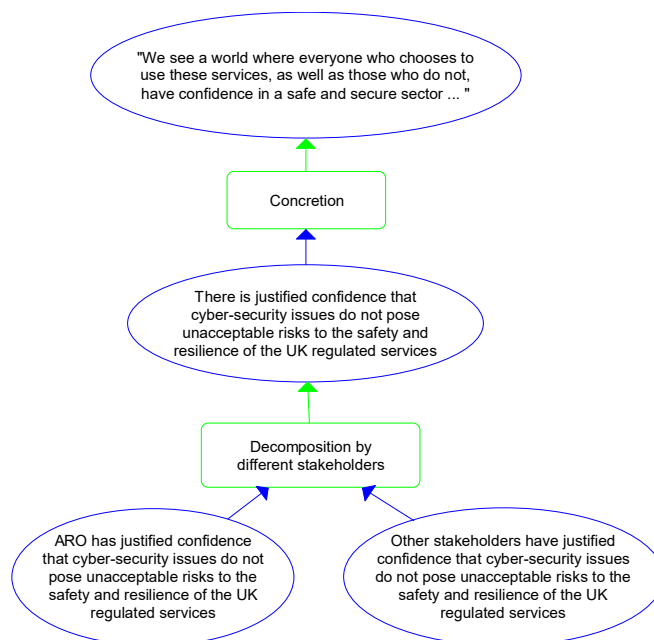 "We see a world where everyone who chooses to
use these services, as well as those who do not,
have confidence in a safe and secure sector ... "
Concretion
There is justified confidence that
cyber-security issues do not pose
unacceptable risks to the safety and
resilience of the UK regulated services
Decomposition by
different stakeholders
ARO has justified confidence
that cyber-security issues do not
pose unacceptable risks to the
safety and resilience of the UK
regulated services
Other stakeholders have justified
confidence that cyber-security issues
do not pose unacceptable risks to the
safety and resilience of the UK
regulated services